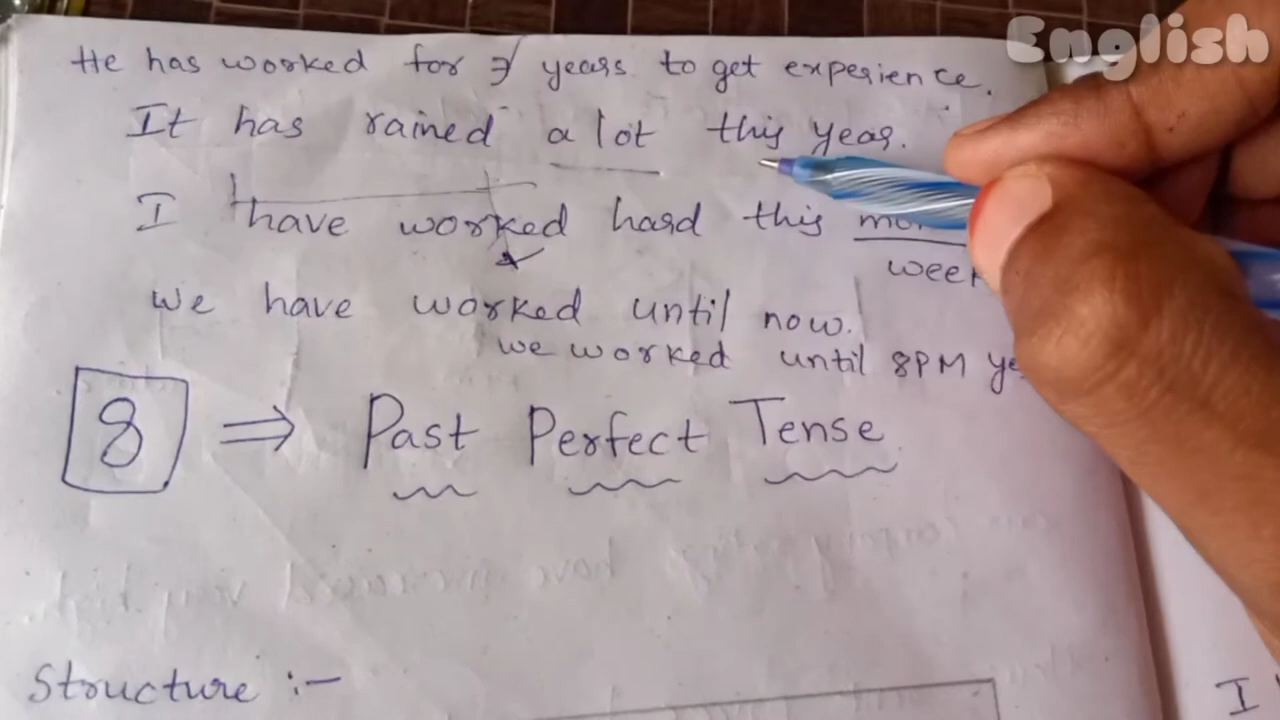 English
He has worked for 7 years to get experience.
It has rained a lot this year.
I have worked hard this
week
We have worked until now.
we worked until 8PM
8 ⇒ Past Perfect Tense
Structure :-
I